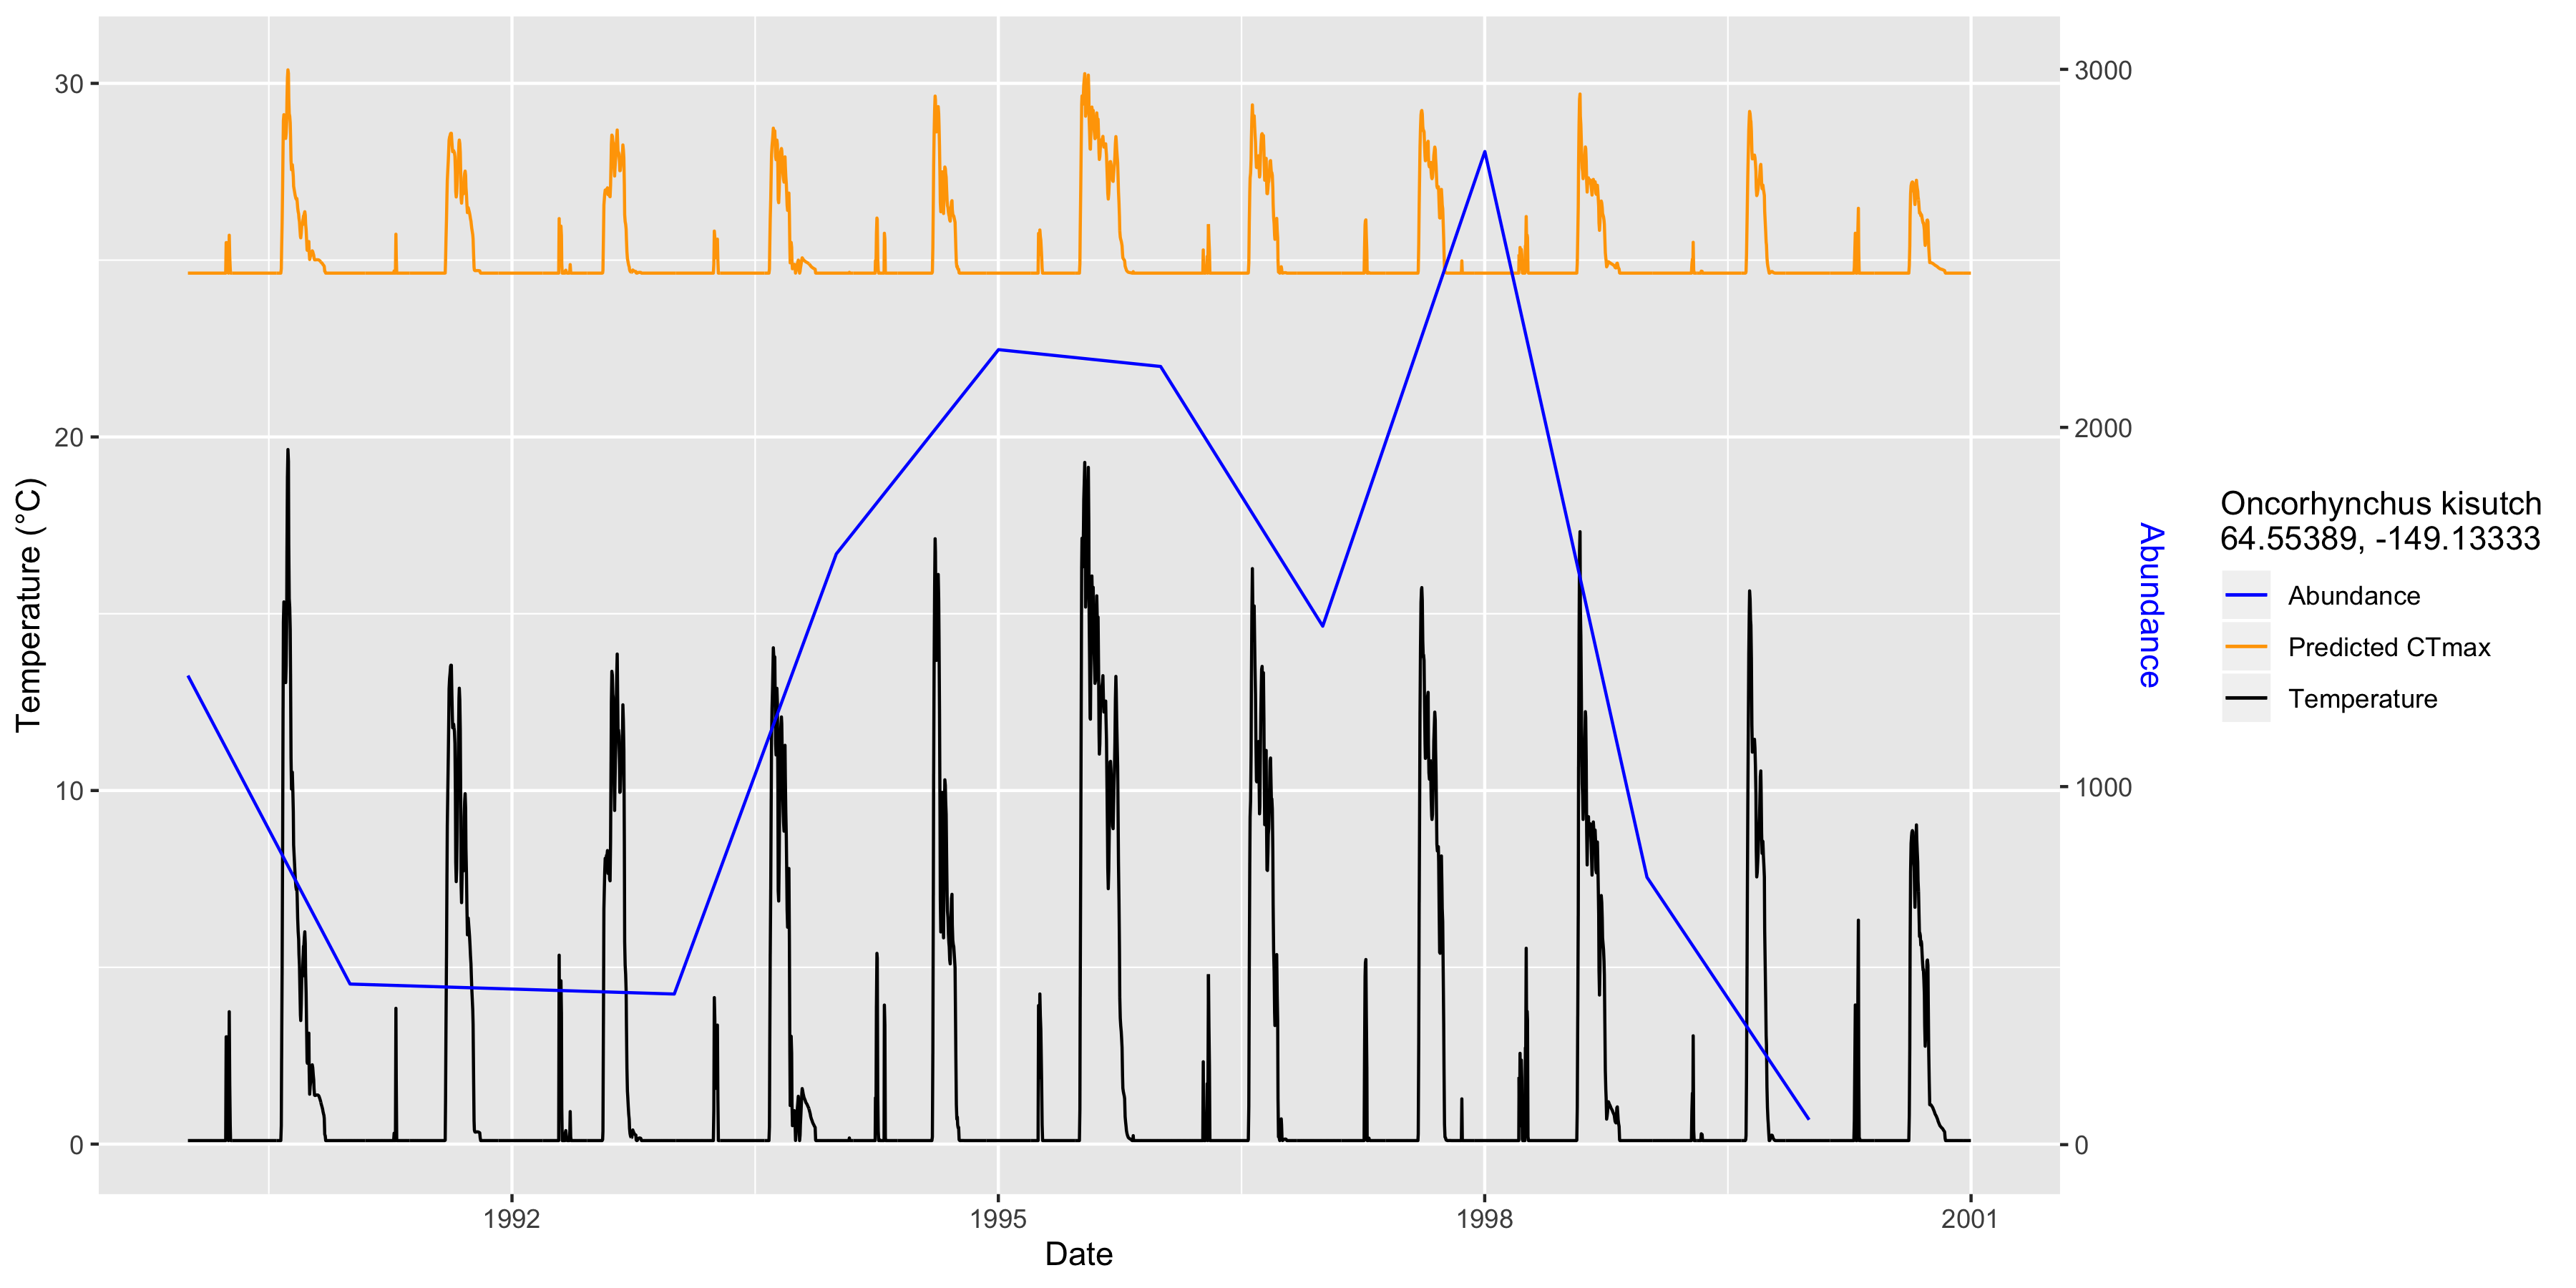 30
20
10
0
Temperature (°C)
3000
2000
1000
0
Abundance
1992
1995
1998
2001
Date
Oncorhynchus kisutch
64.55389, -149.13333
Abundance
Predicted CTmax
Temperature